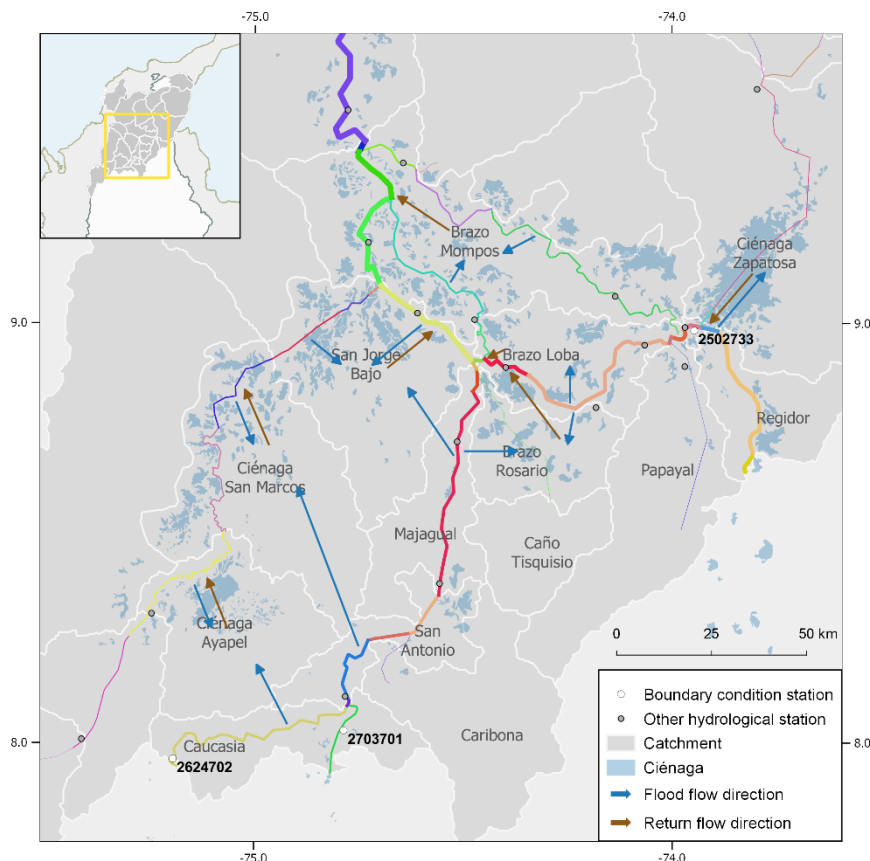 -75.0
-74.0
Brazo
Mompos
Ciénaga
Zapatosa
9.0
9.0
2502733
San Jorge
Bajo
Brazo Loba
Regidor
Ciénaga
San Marcos
Brazo
Rosario
Papayal
Majagual
Caño
Tisquisio
Ciénaga
Ayapel
San
Antonio
0
25
50 km
Boundary condition station
Other hydrological station
Catchment
Ciénaga
Flood flow direction
Return flow direction
8.0
8.0
Caucasia
2703701
Caribona
2624702
-75.0
-74.0